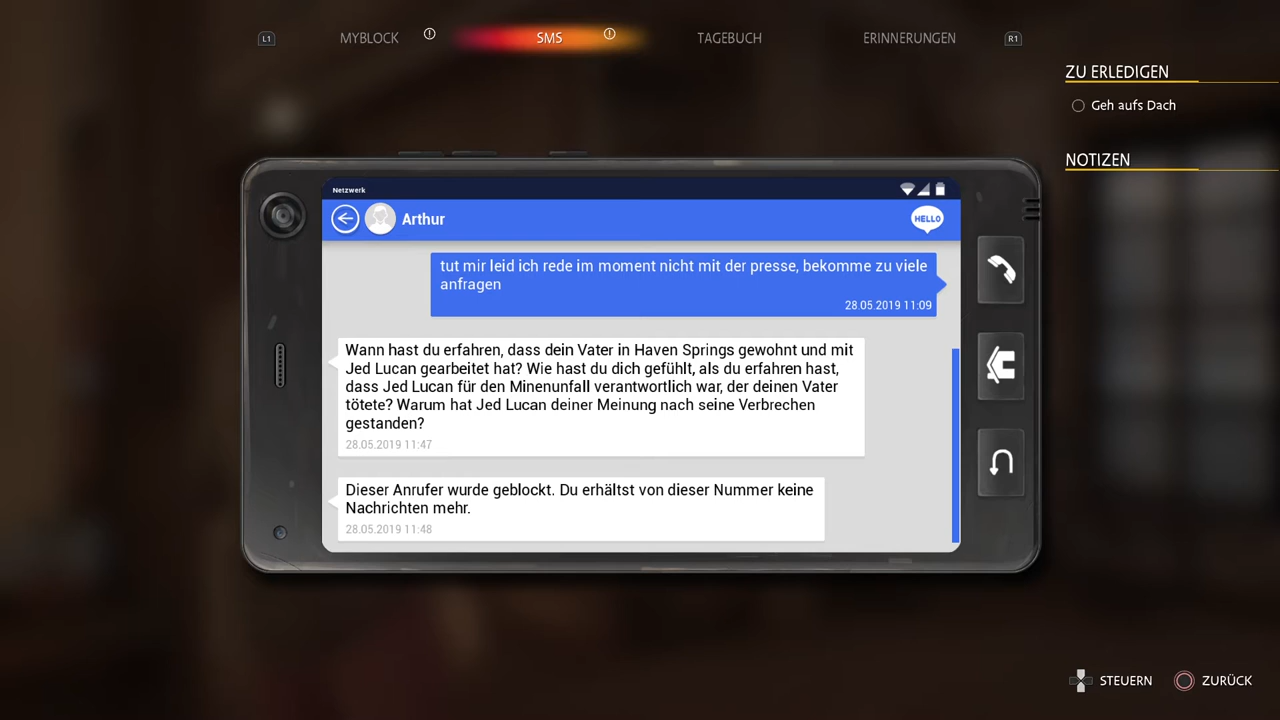 L1 MYBLOCK SMS TAGEBUCH ERINNERUNGEN R1
ZU ERLEDIGEN
Geh aufs Dach
NOTIZEN
Netzwerk
Arthur
HELLO
tut mir leid ich rede im moment nicht mit der presse, bekomme zu viele
anfragen
28.05.2019 11:09
Wann hast du erfahren, dass dein Vater in Haven Springs gewohnt und mit
Jed Lucan gearbeitet hat? Wie hast du dich gefühlt, als du erfahren hast,
dass Jed Lucan für den Minenunfall verantwortlich war, der deinen Vater
tötete? Warum hat Jed Lucan deiner Meinung nach seine Verbrechen
gestanden?
28.05.2019 11:47
Dieser Anrufer wurde geblockt. Du erhältst von dieser Nummer keine
Nachrichten mehr.
28.05.2019 11:48
STEUERN ZURÜCK